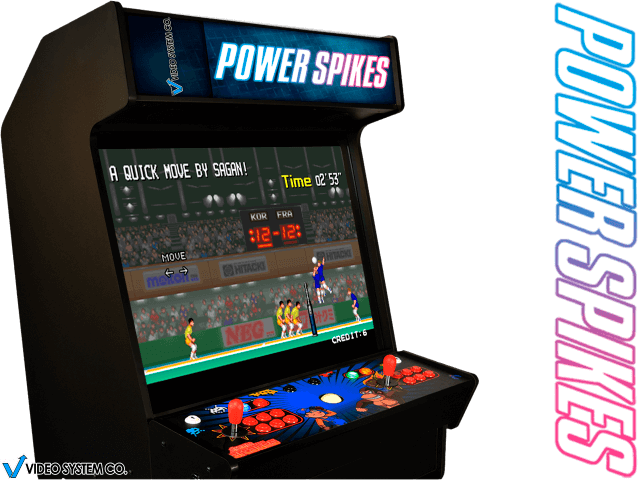 VIDEO SYSTEM CO.
POWER SPIKES
A QUICK MOVE BY SAGAN!
Time 02'53"
KOR FRA
:12-12:
MOVE
HITACHI
NEG
CREDIT:6
VIDEO SYSTEM CO.
POWER SPIKES